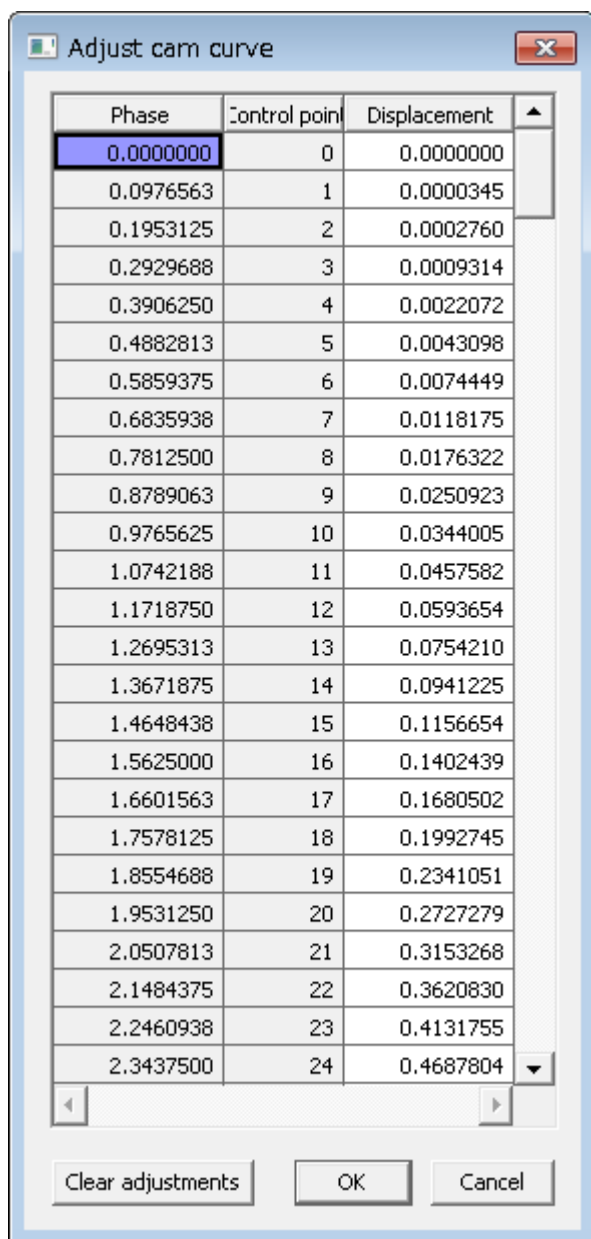 Adjust cam curve
Phase Control point Displacement
0.0000000 0 0.0000000
0.0976563 1 0.0000345
0.1953125 2 0.0002760
0.2929688 3 0.0009314
0.3906250 4 0.0022072
0.4882813 5 0.0043098
0.5859375 6 0.0074449
0.6835938 7 0.0118175
0.7812500 8 0.0176322
0.8789063 9 0.0250923
0.9765625 10 0.0344005
1.0742188 11 0.0457582
1.1718750 12 0.0593654
1.2695313 13 0.0754210
1.3671875 14 0.0941225
1.4648438 15 0.1156654
1.5625000 16 0.1402439
1.6601563 17 0.1680502
1.7578125 18 0.1992745
1.8554688 19 0.2341051
1.9531250 20 0.2727279
2.0507813 21 0.3153268
2.1484375 22 0.3620830
2.2460938 23 0.4131755
2.3437500 24 0.4687804
Clear adjustments OK Cancel